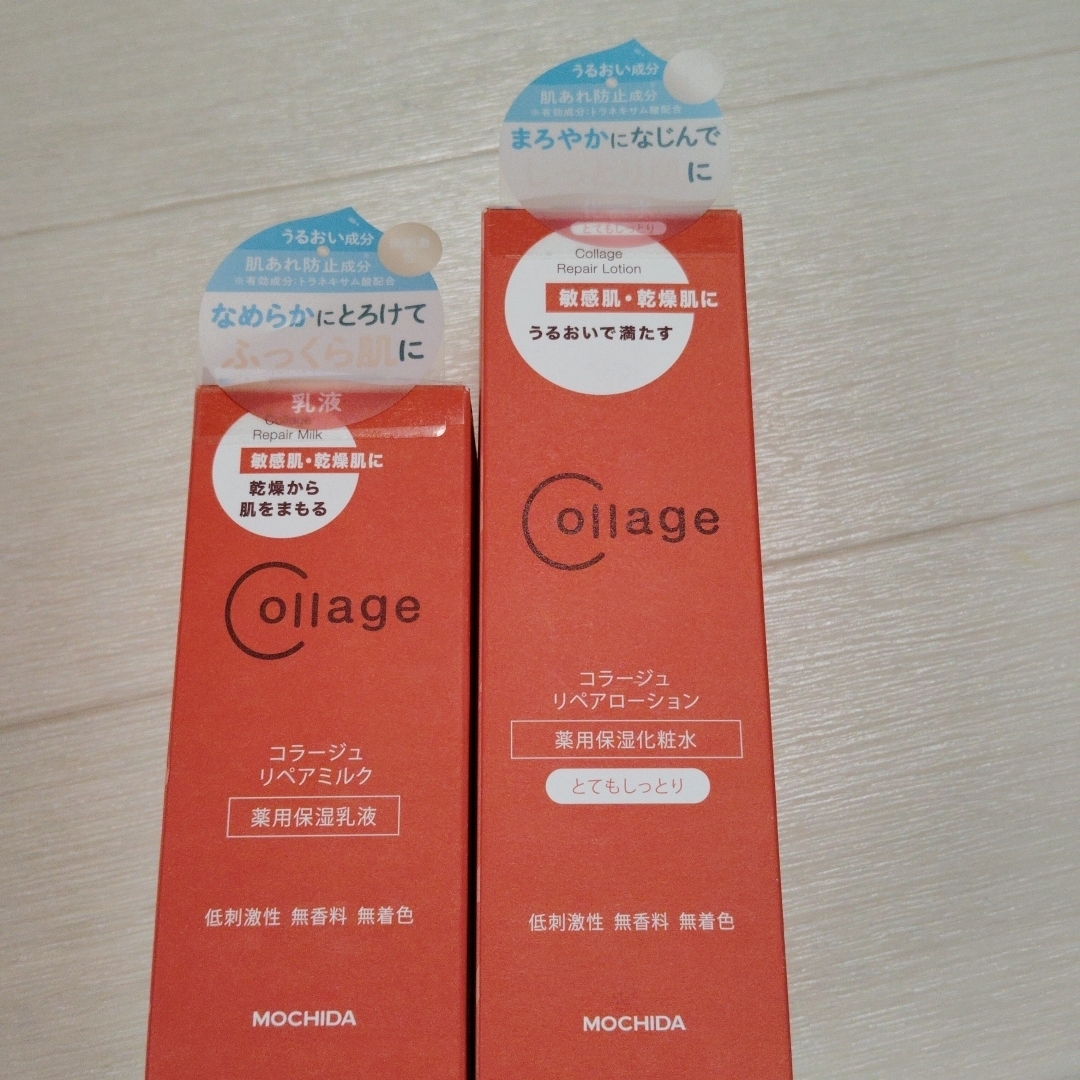 うるおい成分
肌あれ防止成分
※有効成分:トラネキサム酸配合
なめらかにとろけて
ふっくら肌に
乳液
Repair Milk
敏感肌・乾燥肌に
乾燥から
肌をまもる
Collage
コラージュ
リペアミルク
薬用保湿乳液
低刺激性 無香料 無着色
MOCHIDA
うるおい成分
肌あれ防止成分
※有効成分:トラネキサム酸配合
まろやかになじんで
に
とてもしっとり
Collage
Repair Lotion
敏感肌・乾燥肌に
うるおいで満たす
Collage
コラージュ
リペアローション
薬用保湿化粧水
とてもしっとり
低刺激性 無香料 無着色
MOCHIDA